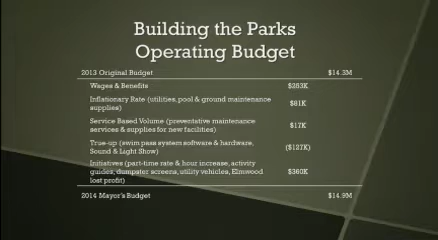 Building the Parks
Operating Budget
2013 Original Budget $14.3M
Wages & Benefits $253K
Inflationary Rate (utilities, pool & ground maintenance
supplies) $81K
Service Based Volume (preventative maintenance
services & supplies for new facilities) $17K
True-up (swim pass system software & hardware,
Sound & Light Show) ($127K)
Initiatives (part-time rate & hour increase, activity
guides, dumpster screens, utility vehicles, Elmwood
lost profit) $360K
2014 Mayor's Budget $14.9M